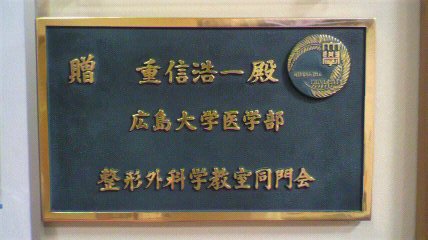 贈 重信浩一殿
広島大学医学部
整形外科学教室同門会